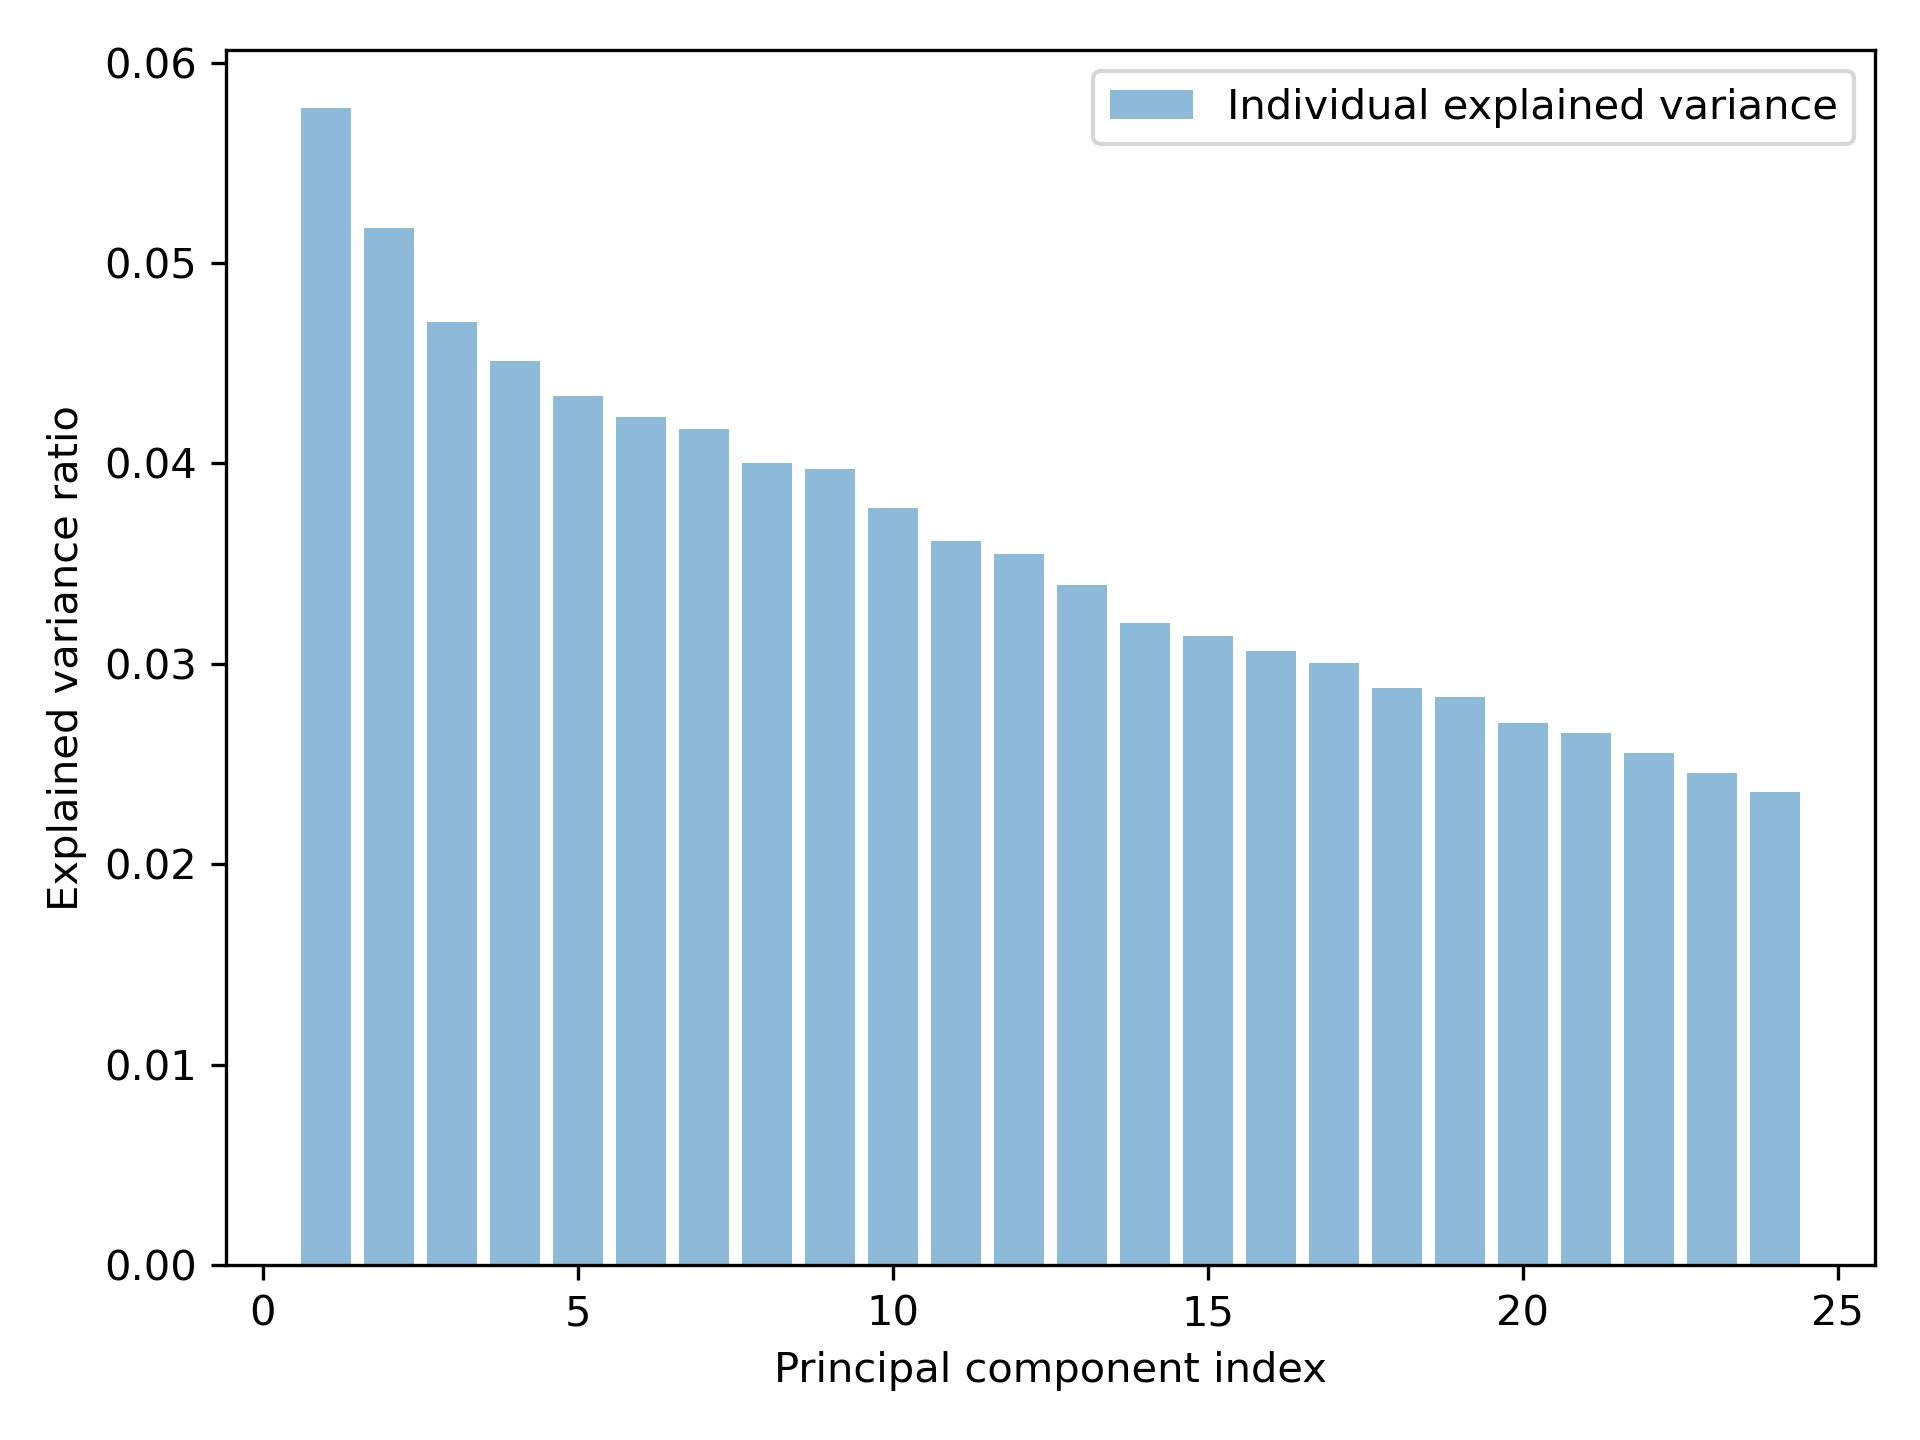 Individual explained variance
0.06
0.05
0.04
0.03
0.02
0.01
0.00
Explained variance ratio
0 5 10 15 20 25
Principal component index